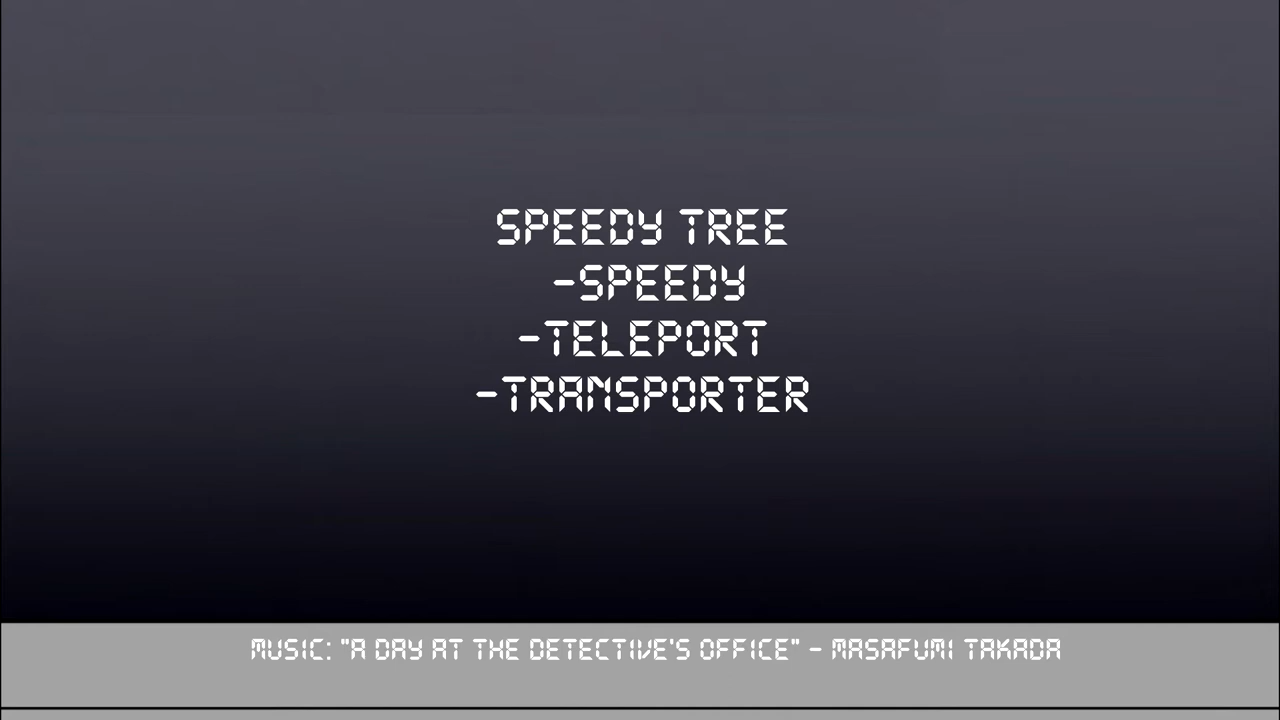 SPEEDY TREE
-SPEEDY
-TELEPORT
-TRANSPORTER
MUSIC: "A DAY AT THE DETECTIVE'S OFFICE" - MASAFUMI TAKADA